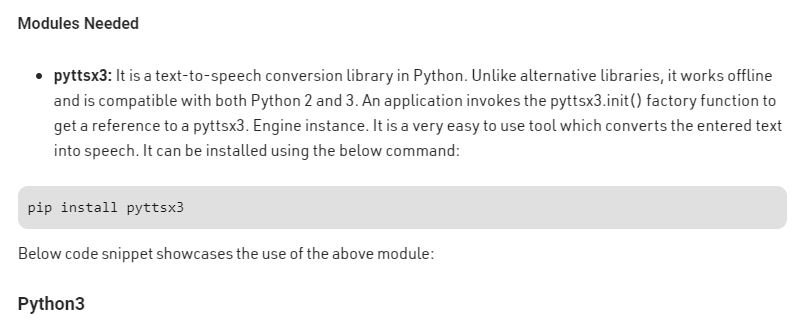 Modules Needed
• pyttsx3: It is a text-to-speech conversion library in Python. Unlike alternative libraries, it works offline
and is compatible with both Python 2 and 3. An application invokes the pyttsx3.init() factory function to
get a reference to a pyttsx3. Engine instance. It is a very easy to use tool which converts the entered text
into speech. It can be installed using the below command:
pip install pyttsx3
Below code snippet showcases the use of the above module:
Python3